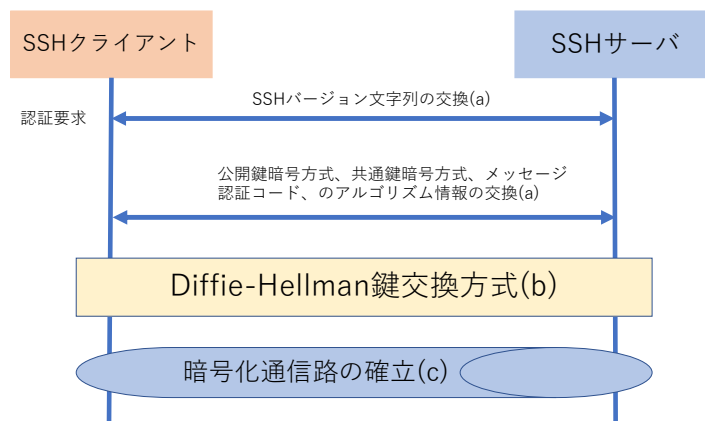 SSHクライアント
SSHサーバ
SSHバージョン文字列の交換(a)
認証要求
公開鍵暗号方式、共通鍵暗号方式、メッセージ
認証コード、のアルゴリズム情報の交換(a)
Diffie-Hellman鍵交換方式(b)
暗号化通信路の確立(c)